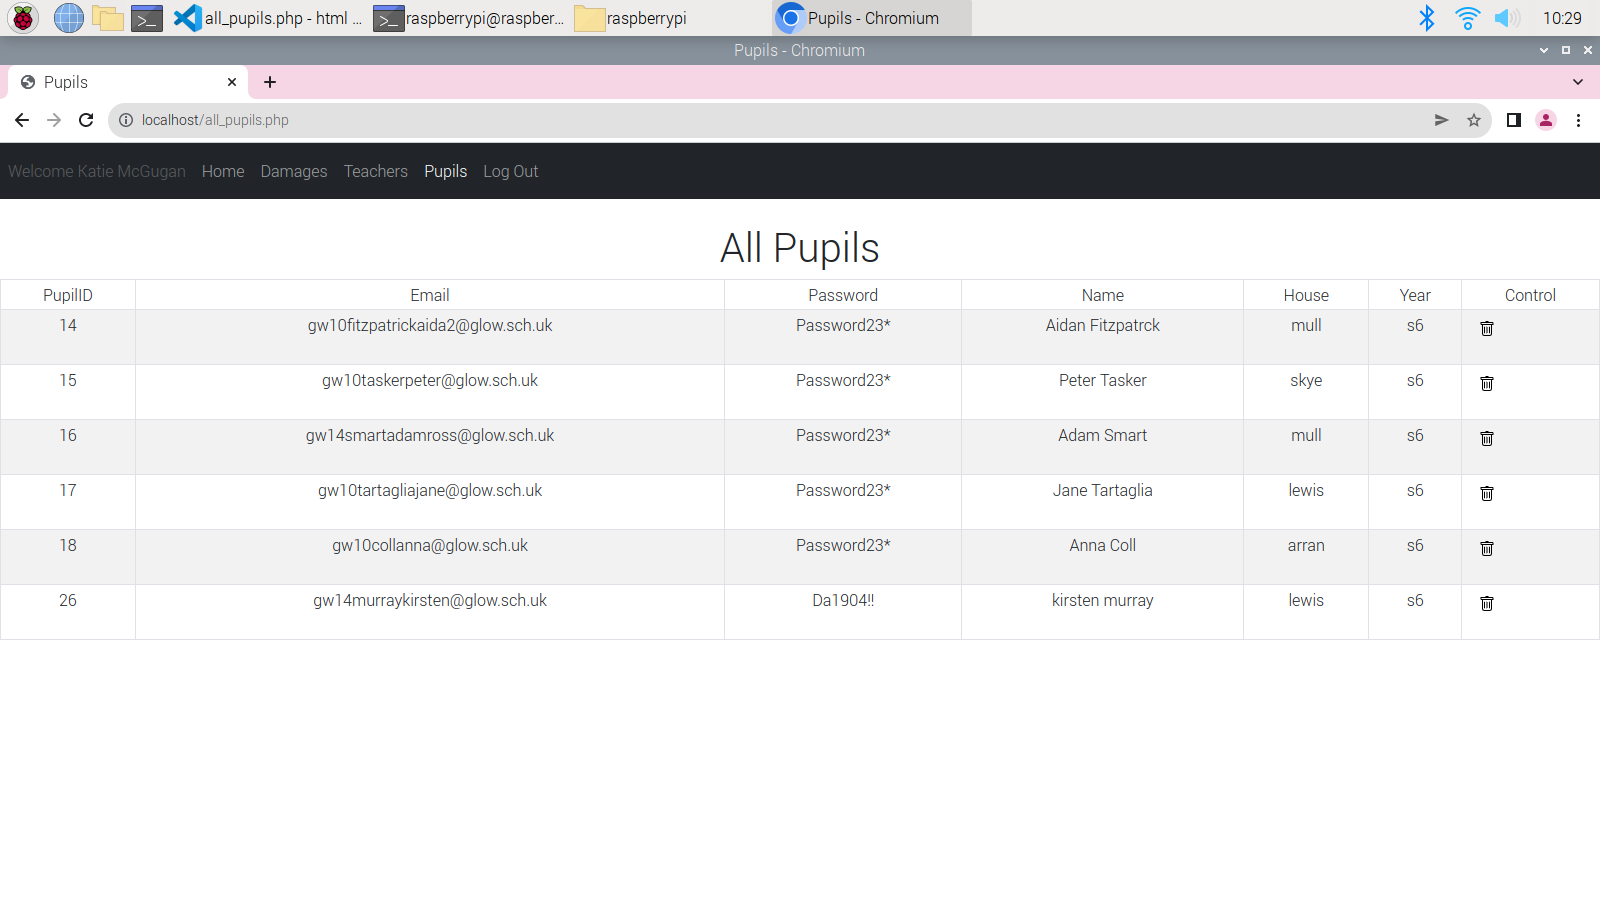 all_pupils.php - html ... raspberrypi@raspber... raspberrypi Pupils - Chromium 10:29
Pupils - Chromium
Pupils
localhost/all_pupils.php
Welcome Katie McGugan Home Damages Teachers Pupils Log Out
All Pupils
PupilID Email Password Name House Year Control
14 gw10fitzpatrickaida2@glow.sch.uk Password23* Aidan Fitzpatrck mull s6
15 gw10taskerpeter@glow.sch.uk Password23* Peter Tasker skye s6
16 gw14smartadamross@glow.sch.uk Password23* Adam Smart mull s6
17 gw10tartagliajane@glow.sch.uk Password23* Jane Tartaglia lewis s6
18 gw10collanna@glow.sch.uk Password23* Anna Coll arran s6
26 gw14murraykirsten@glow.sch.uk Da1904!! kirsten murray lewis s6